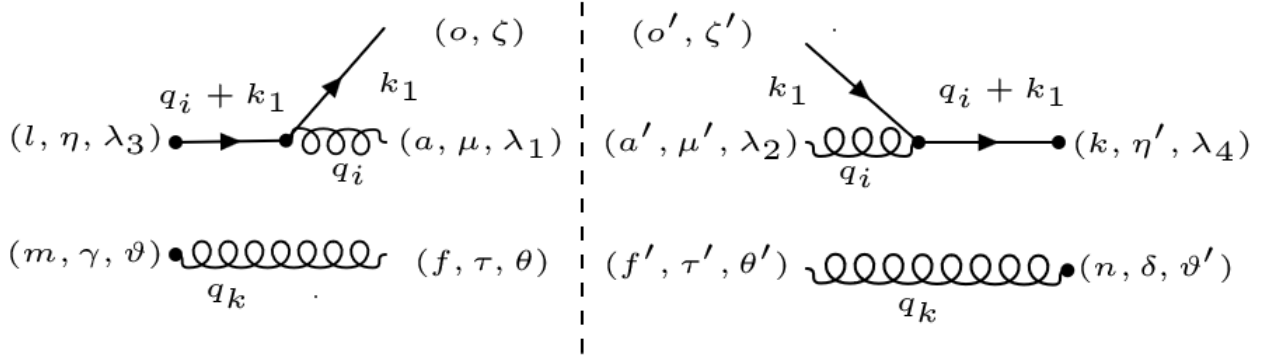 (o, ζ) (o′, ζ′)
q_i + k_1 k_1 k_1 q_i + k_1
(l, η, λ_3) (a, μ, λ_1) (a′, μ′, λ_2) (k, η′, λ_4)
q_i q_i
(m, γ, ϑ) (f, τ, θ) (f′, τ′, θ′) (n, δ, ϑ′)
q_k q_k